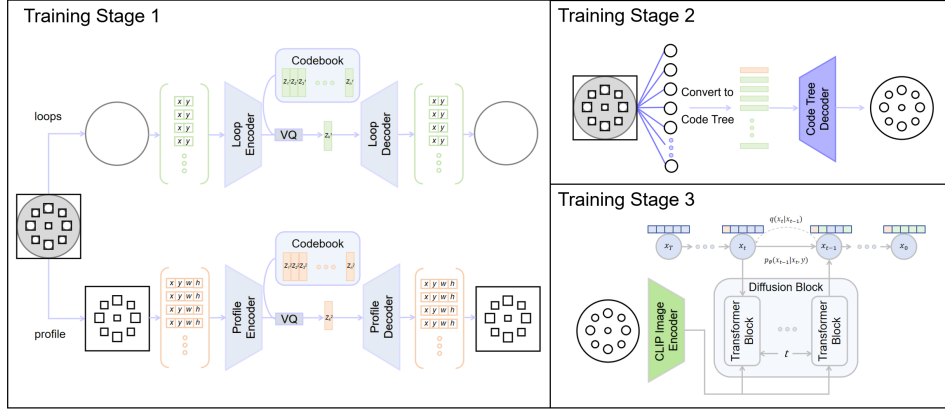 Training Stage 1
loops
x y
x y
x y
x y
Loop
Encoder
Codebook
VQ
Loop
Decoder
x y
x y
x y
x y
profile
x y w h
x y w h
x y w h
x y w h
Profile
Encoder
Codebook
VQ
Profile
Decoder
x y w h
x y w h
x y w h
x y w h
Training Stage 2
Convert to
Code Tree
Code Tree
Decoder
Training Stage 3
q(x_t|x_{t-1})
x_T
x_t
x_{t-1}
x_0
p_θ(x_{t-1}|x_t, y)
CLIP Image
Encoder
Diffusion Block
Transformer
Block
t
Transformer
Block